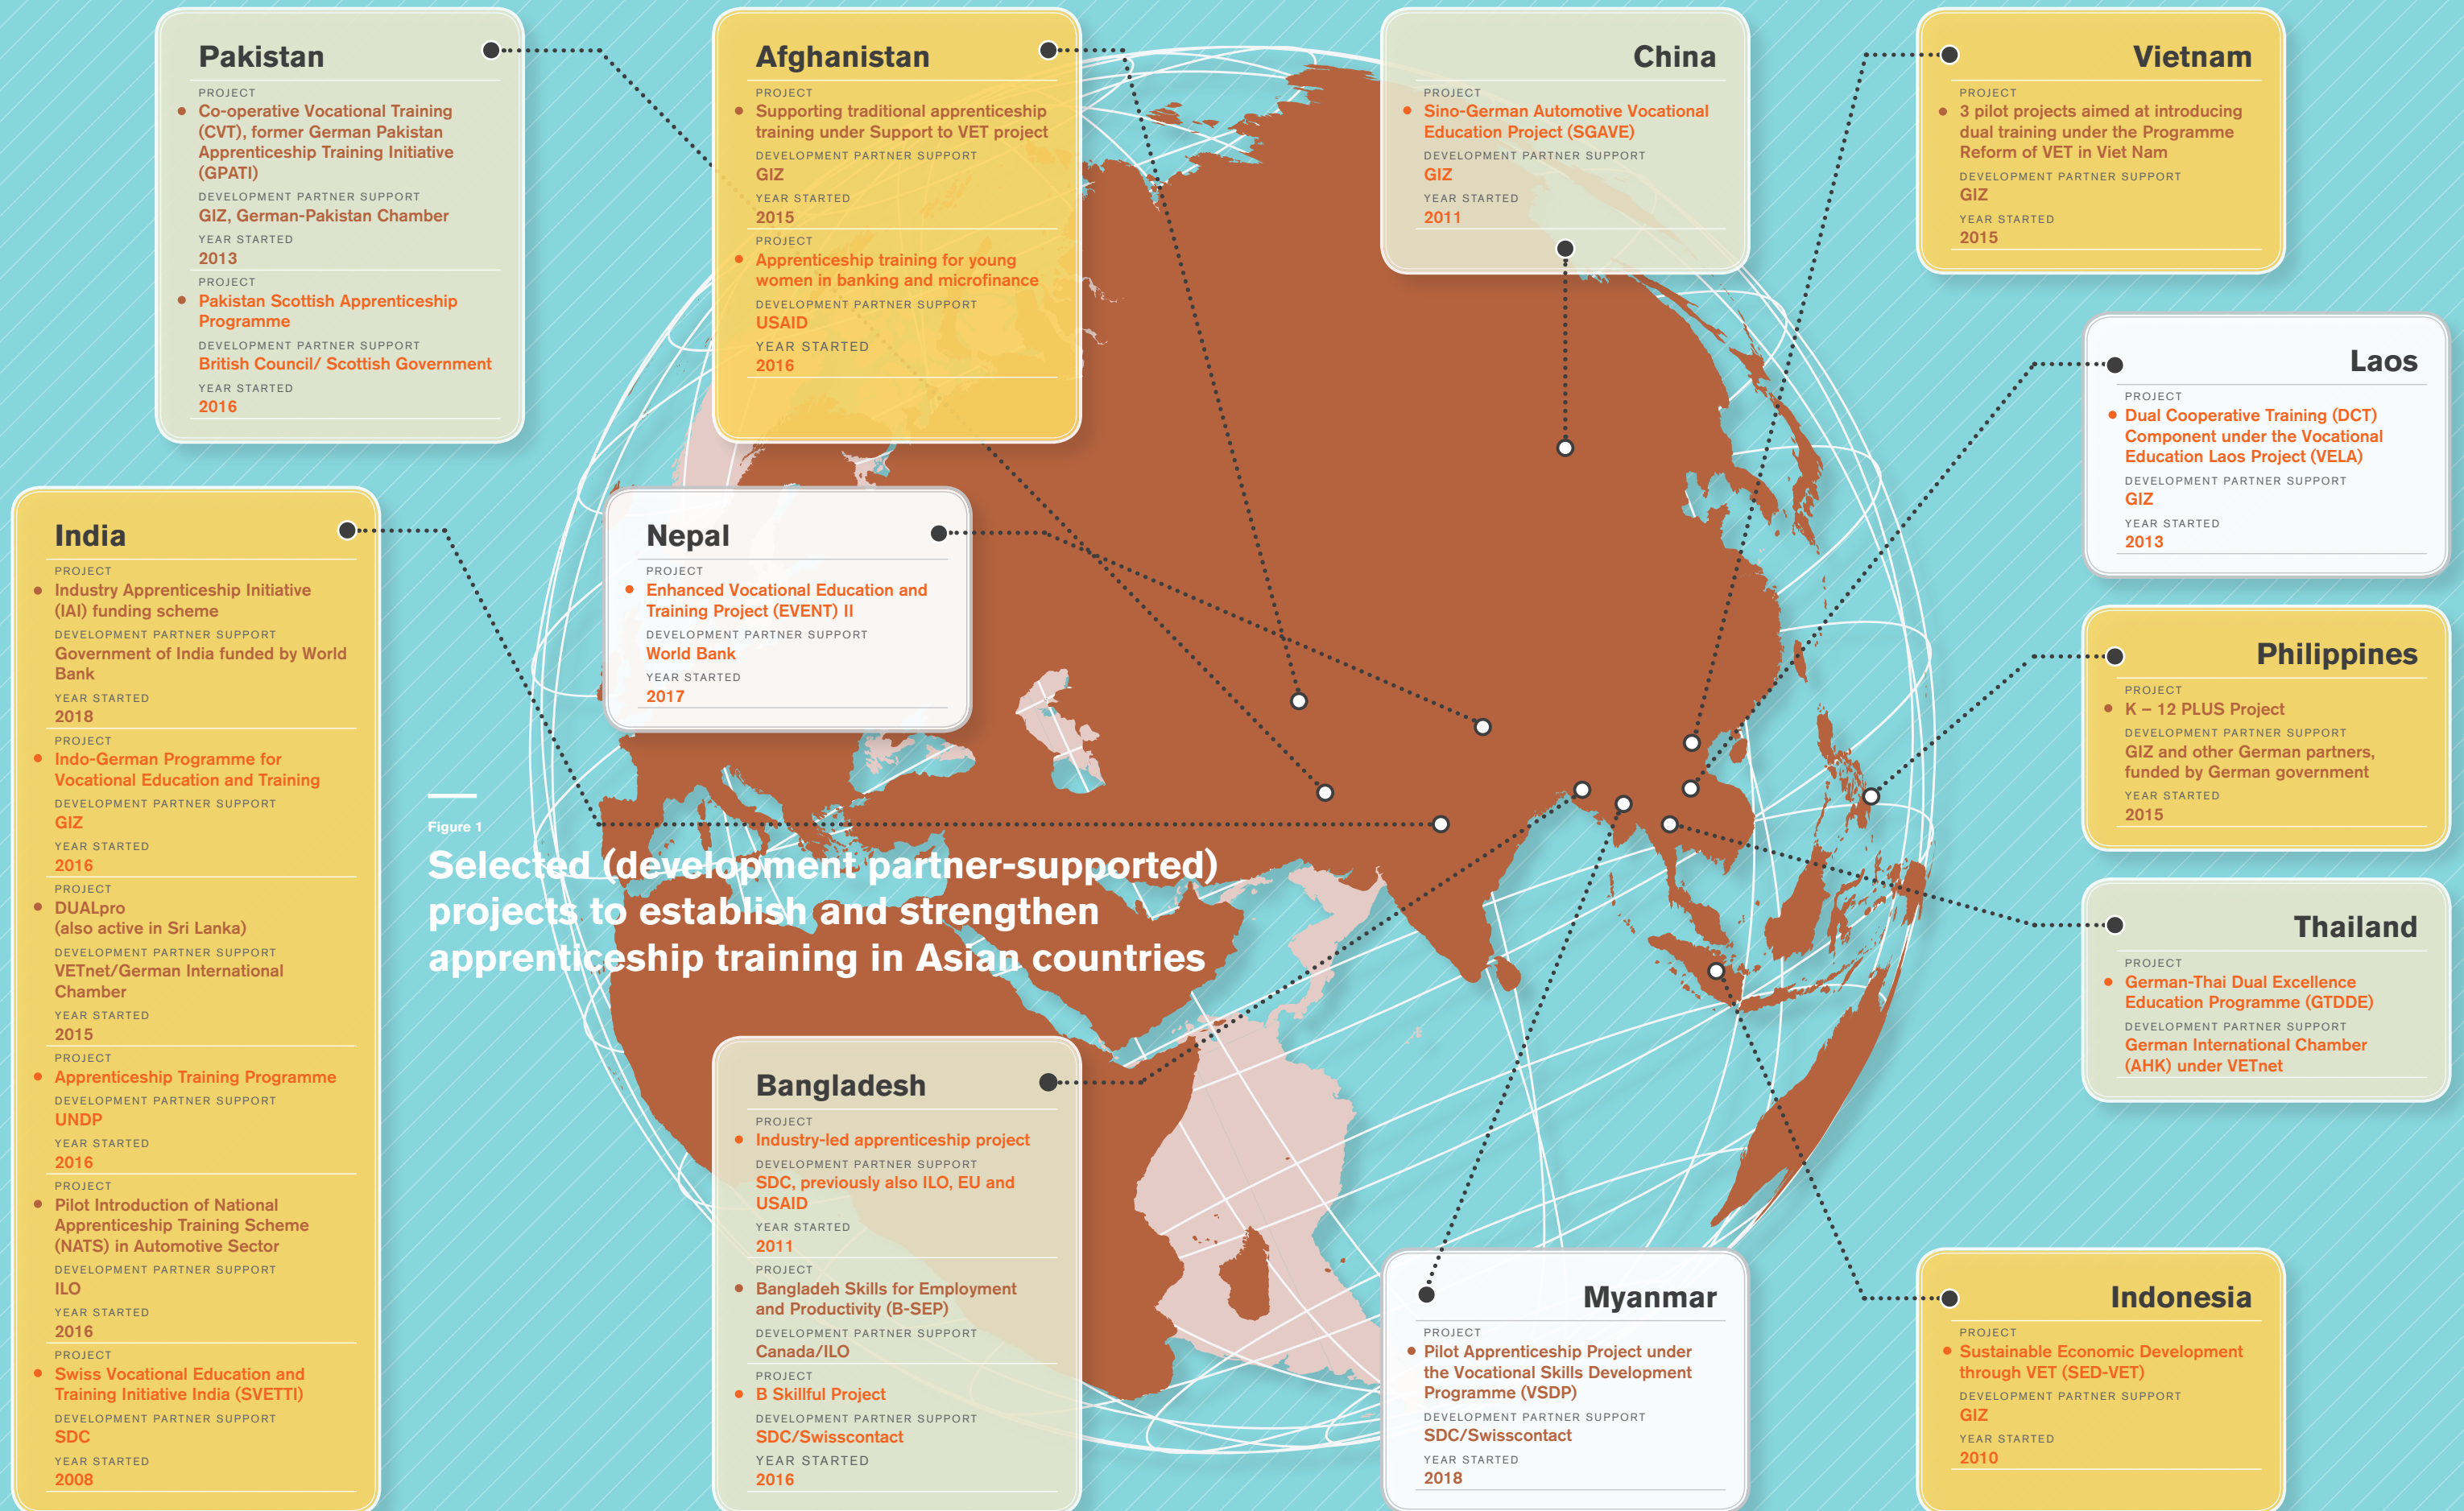 Pakistan
PROJECT
Co-operative Vocational Training
(CVT), former German Pakistan
Apprenticeship Training Initiative
(GPATI)
DEVELOPMENT PARTNER SUPPORT
GIZ, German-Pakistan Chamber
YEAR STARTED
2013
PROJECT
Pakistan Scottish Apprenticeship
Programme
DEVELOPMENT PARTNER SUPPORT
British Council/ Scottish Government
YEAR STARTED
2016
Afghanistan
PROJECT
Supporting traditional apprenticeship
training under Support to VET project
DEVELOPMENT PARTNER SUPPORT
GIZ
YEAR STARTED
2015
PROJECT
Apprenticeship training for young
women in banking and microfinance
DEVELOPMENT PARTNER SUPPORT
USAID
YEAR STARTED
2016
China
PROJECT
Sino-German Automotive Vocational
Education Project (SGAVE)
DEVELOPMENT PARTNER SUPPORT
GIZ
YEAR STARTED
2011
Vietnam
PROJECT
3 pilot projects aimed at introducing
dual training under the Programme
Reform of VET in Viet Nam
DEVELOPMENT PARTNER SUPPORT
GIZ
YEAR STARTED
2015
Laos
PROJECT
Dual Cooperative Training (DCT)
Component under the Vocational
Education Laos Project (VELA)
DEVELOPMENT PARTNER SUPPORT
GIZ
YEAR STARTED
2013
India
PROJECT
Industry Apprenticeship Initiative
(IAI) funding scheme
DEVELOPMENT PARTNER SUPPORT
Government of India funded by World
Bank
YEAR STARTED
2018
PROJECT
Indo-German Programme for
Vocational Education and Training
DEVELOPMENT PARTNER SUPPORT
GIZ
YEAR STARTED
2016
PROJECT
DUALpro
(also active in Sri Lanka)
DEVELOPMENT PARTNER SUPPORT
VETnet/German International
Chamber
YEAR STARTED
2015
PROJECT
Apprenticeship Training Programme
DEVELOPMENT PARTNER SUPPORT
UNDP
YEAR STARTED
2016
PROJECT
Pilot Introduction of National
Apprenticeship Training Scheme
(NATS) in Automotive Sector
DEVELOPMENT PARTNER SUPPORT
ILO
YEAR STARTED
2016
PROJECT
Swiss Vocational Education and
Training Initiative India (SVETTI)
DEVELOPMENT PARTNER SUPPORT
SDC
YEAR STARTED
2008
Nepal
PROJECT
Enhanced Vocational Education and
Training Project (EVENT) II
DEVELOPMENT PARTNER SUPPORT
World Bank
YEAR STARTED
2017
Figure 1
Selected (development partner-supported)
projects to establish and strengthen
apprenticeship training in Asian countries
Philippines
PROJECT
K – 12 PLUS Project
DEVELOPMENT PARTNER SUPPORT
GIZ and other German partners,
funded by German government
YEAR STARTED
2015
Thailand
PROJECT
German-Thai Dual Excellence
Education Programme (GTDDE)
DEVELOPMENT PARTNER SUPPORT
German International Chamber
(AHK) under VETnet
Bangladesh
PROJECT
Industry-led apprenticeship project
DEVELOPMENT PARTNER SUPPORT
SDC, previously also ILO, EU and
USAID
YEAR STARTED
2011
PROJECT
Bangladeh Skills for Employment
and Productivity (B-SEP)
DEVELOPMENT PARTNER SUPPORT
Canada/ILO
PROJECT
B Skillful Project
DEVELOPMENT PARTNER SUPPORT
SDC/Swisscontact
YEAR STARTED
2016
Myanmar
PROJECT
Pilot Apprenticeship Project under
the Vocational Skills Development
Programme (VSDP)
DEVELOPMENT PARTNER SUPPORT
SDC/Swisscontact
YEAR STARTED
2018
Indonesia
PROJECT
Sustainable Economic Development
through VET (SED-VET)
DEVELOPMENT PARTNER SUPPORT
GIZ
YEAR STARTED
2010